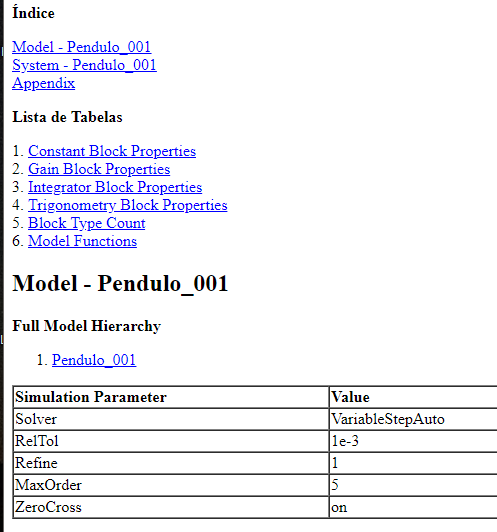 Índice
Model - Pendulo_001
System - Pendulo_001
Appendix
Lista de Tabelas
1. Constant Block Properties
2. Gain Block Properties
3. Integrator Block Properties
4. Trigonometry Block Properties
5. Block Type Count
6. Model Functions
Model - Pendulo_001
Full Model Hierarchy
1. Pendulo_001
Simulation Parameter Value
Solver VariableStepAuto
RelTol 1e-3
Refine 1
MaxOrder 5
ZeroCross on